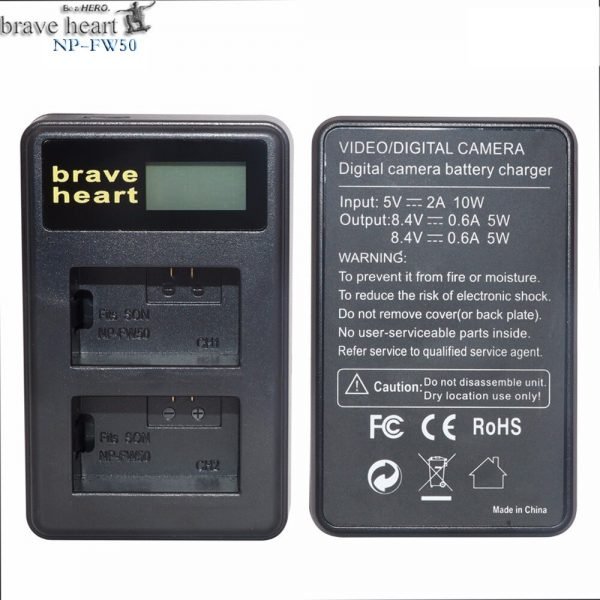 Be a HERO.
brave heart
NP-FW50
brave
heart
Fits SON
NP-FW50
CH1
Fits SON
NP-FW50
CH2
VIDEO/DIGITAL CAMERA
Digital camera battery charger
Input: 5V⎓2A 10W
Output:8.4V⎓0.6A 5W
8.4V⎓0.6A 5W
WARNING:
To prevent it from fire or moisture.
To reduce the risk of electronic shock.
Do not remove cover(or back plate).
No user-serviceable parts inside.
Refer service to qualified service agent.
Caution: Do not disassemble unit.
Dry location use only!
FC CE RoHS
Made in China